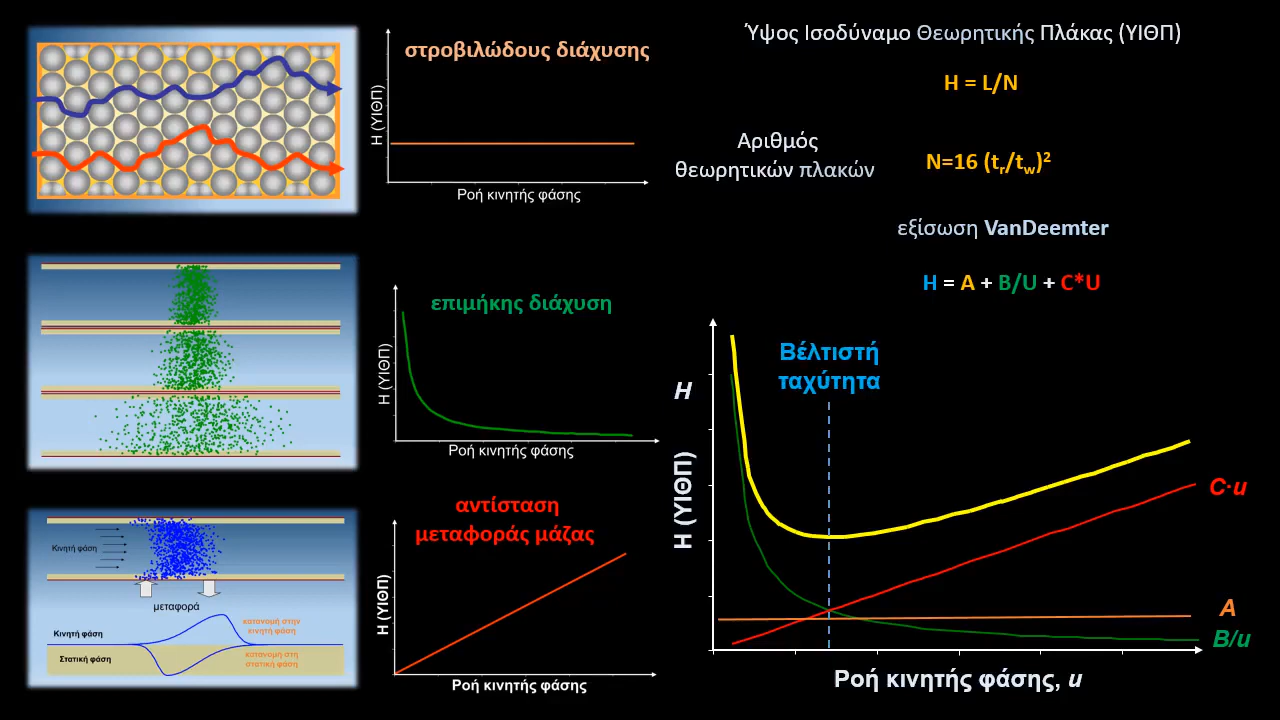 στροβιλώδους διάχυσης
Η (ΥΙΘΠ)
Ροή κινητής φάσης
Ύψος Ισοδύναμο Θεωρητικής Πλάκας (ΥΙΘΠ)
H = L/N
Αριθμός
θεωρητικών πλακών
N=16 (tr/tw)²
εξίσωση VanDeemter
H = A + B/U + C*U
επιμήκης διάχυση
Η (ΥΙΘΠ)
Ροή κινητής φάσης
αντίσταση
μεταφοράς μάζας
Η (ΥΙΘΠ)
Ροή κινητής φάσης
Κινητή φάση
μεταφορά
κατανομή στην
κινητή φάση
Κινητή φάση
Στατική φάση
κατανομη στη
στατική φάση
Βέλτιστή
ταχύτητα
H
Η (ΥΙΘΠ)
C·u
A
B/u
Ροή κινητής φάσης, u